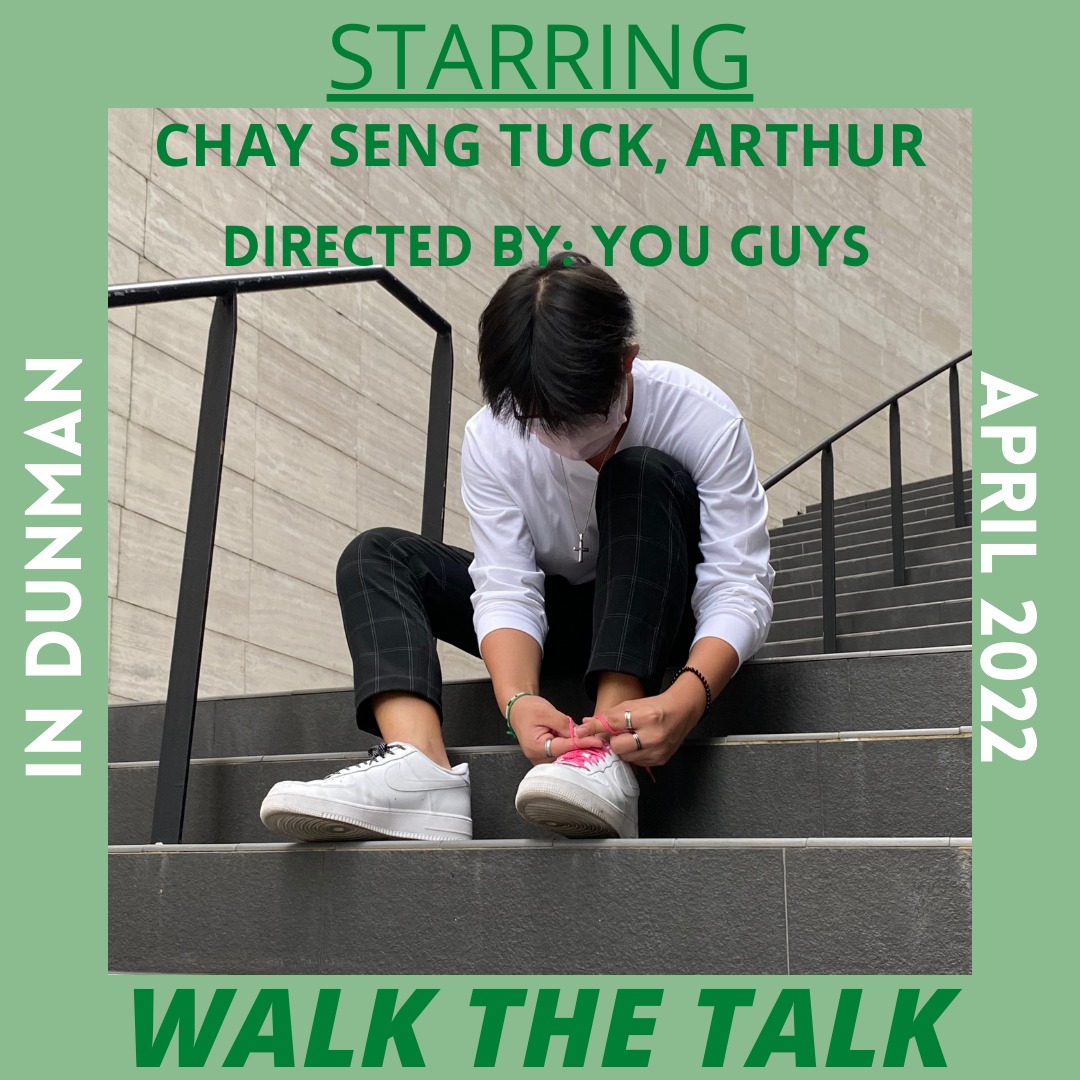 STARRING
CHAY SENG TUCK, ARTHUR
DIRECTED BY: YOU GUYS
IN DUNMAN
APRIL 2022
WALK THE TALK